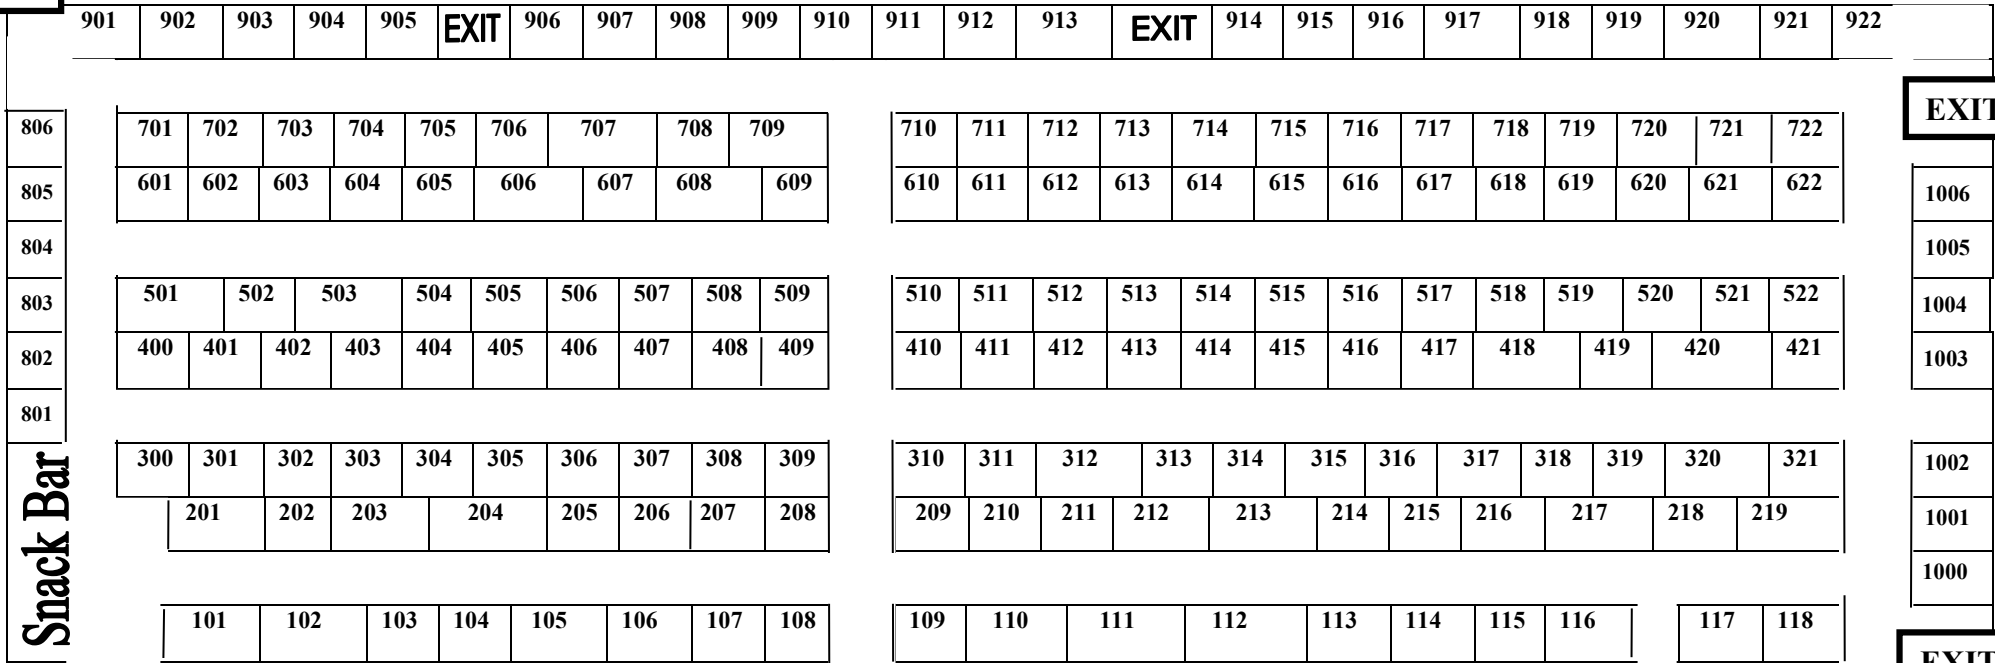 901 902 903 904 905 EXIT 906 907 908 909 910 911 912 913 EXIT 914 915 916 917 918 919 920 921 922
EXIT
806 701 702 703 704 705 706 707 708 709 710 711 712 713 714 715 716 717 718 719 720 721 722
805 601 602 603 604 605 606 607 608 609 610 611 612 613 614 615 616 617 618 619 620 621 622 1006
804 1005
803 501 502 503 504 505 506 507 508 509 510 511 512 513 514 515 516 517 518 519 520 521 522 1004
802 400 401 402 403 404 405 406 407 408 409 410 411 412 413 414 415 416 417 418 419 420 421 1003
801
300 301 302 303 304 305 306 307 308 309 310 311 312 313 314 315 316 317 318 319 320 321 1002
Snack Bar
201 202 203 204 205 206 207 208 209 210 211 212 213 214 215 216 217 218 219 1001
1000
101 102 103 104 105 106 107 108 109 110 111 112 113 114 115 116 117 118
EXIT